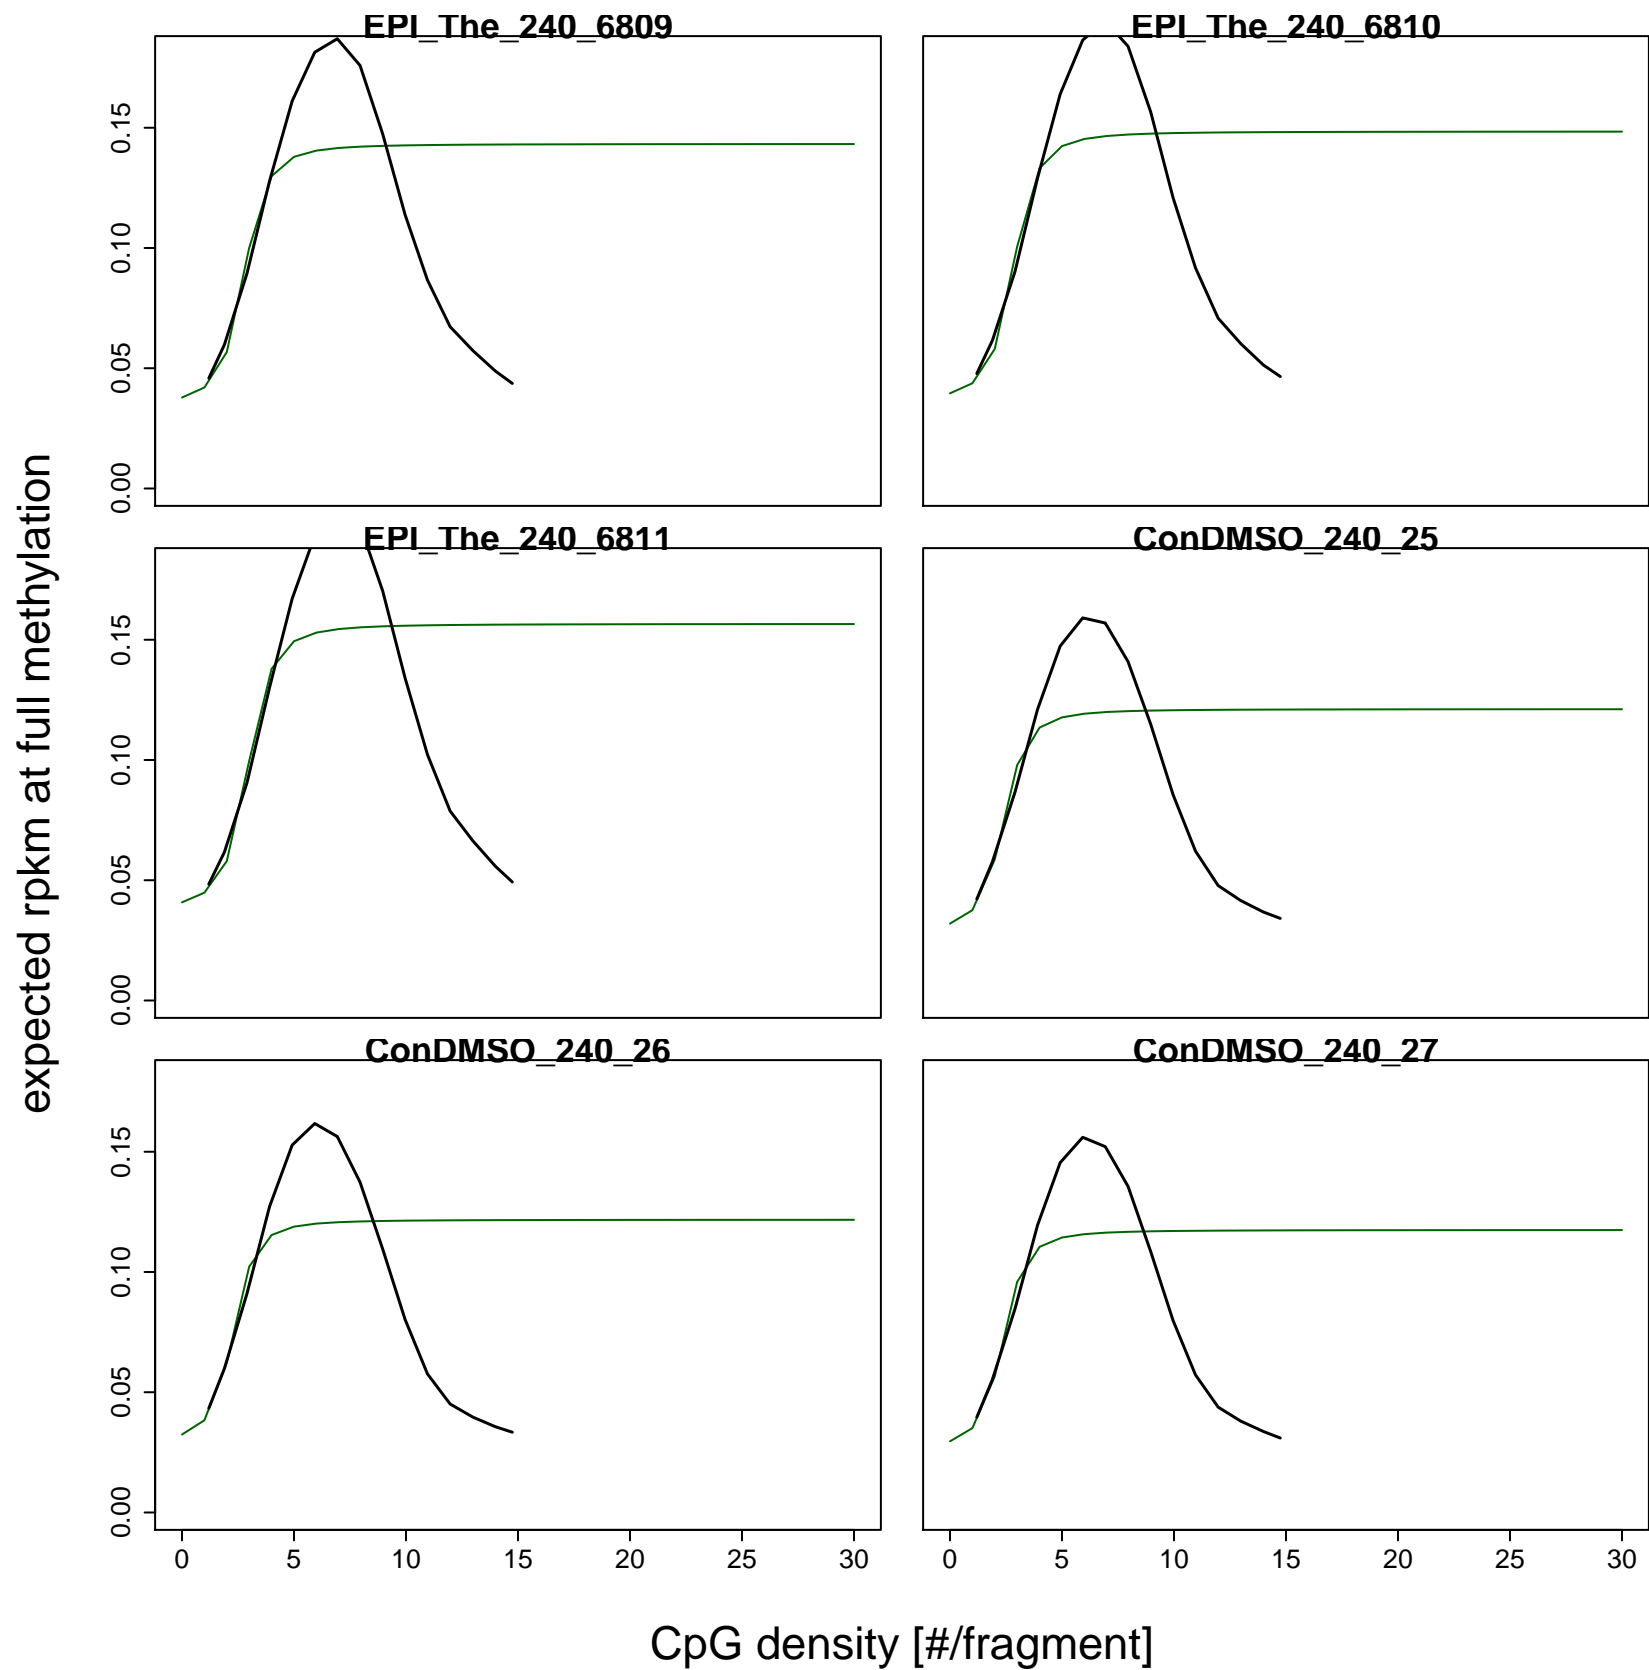 EPI_The_240_6809
EPI_The_240_6810
0.15
0.10
0.05
0.00
EPI_The_240_6811
ConDMSO_240_25
0.15
0.10
0.05
0.00
ConDMSO_240_26
ConDMSO_240_27
0.15
0.10
0.05
0.00
0 5 10 15 20 25 30
0 5 10 15 20 25 30
expected rpkm at full methylation
CpG density [#/fragment]